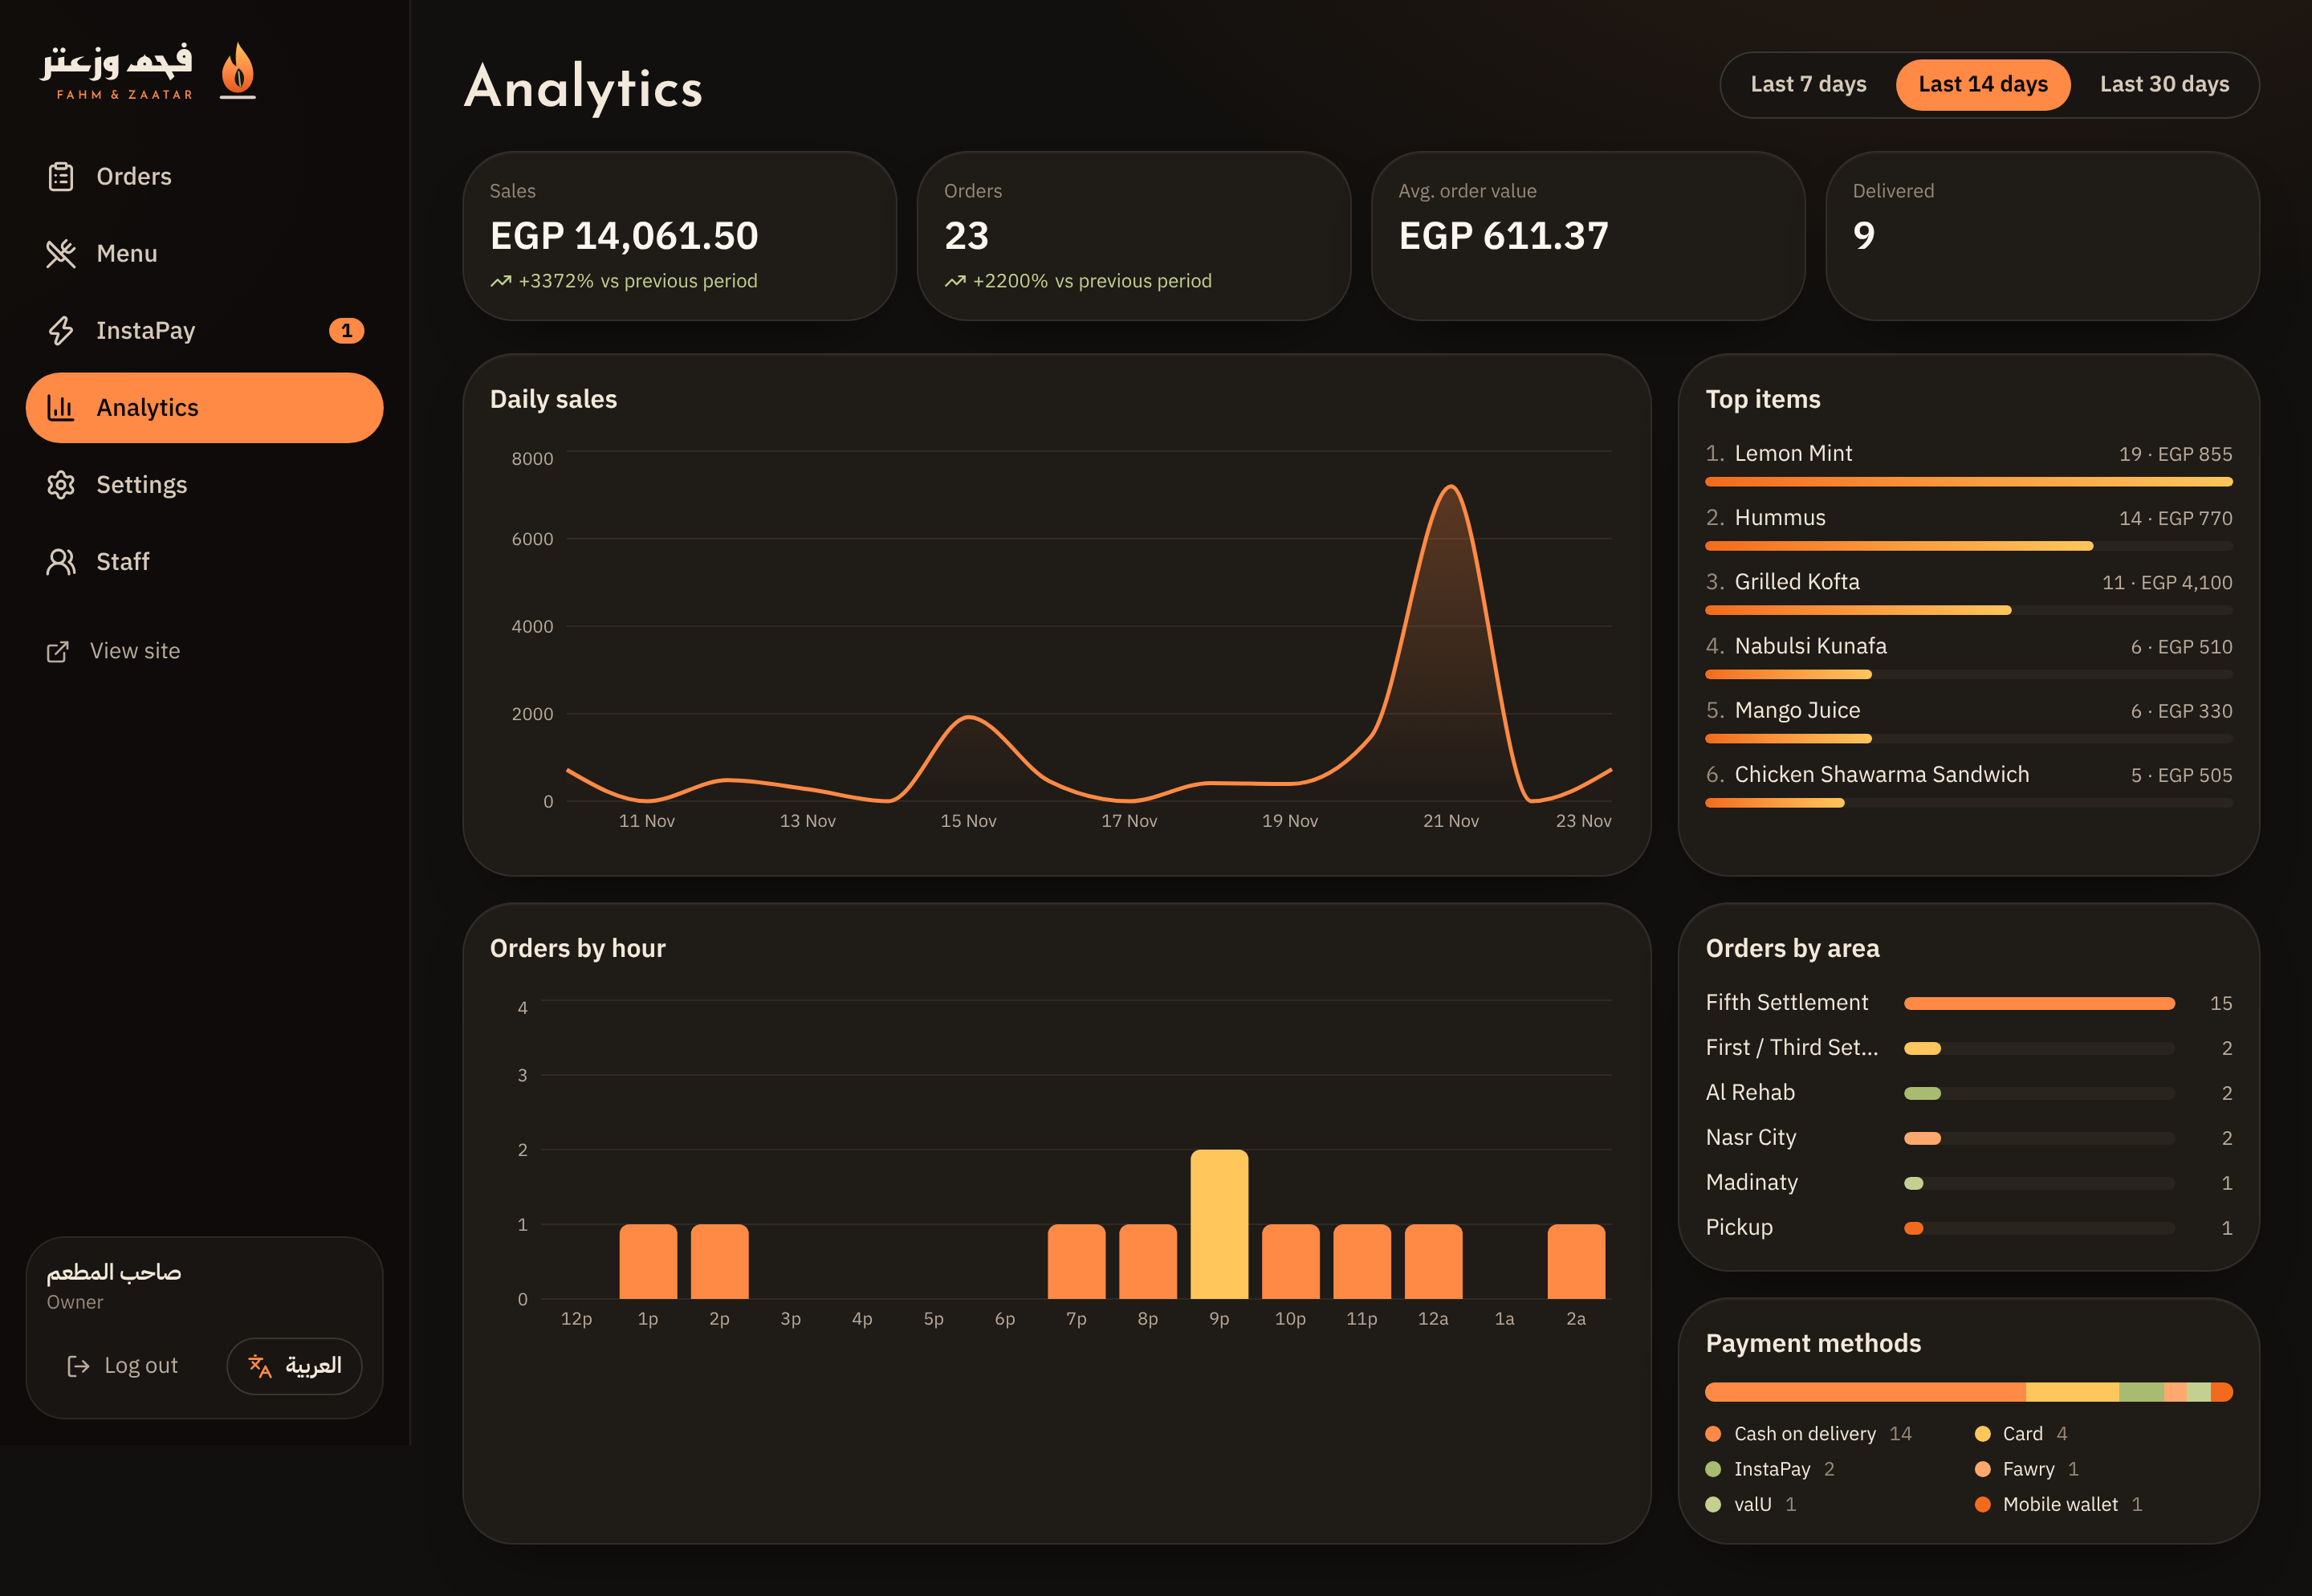 فحم وزعتر
FAHM & ZAATAR
Orders
Menu
InstaPay 1
Analytics
Settings
Staff
View site
صاحب المطعم
Owner
Log out
العربية
Analytics
Last 7 days Last 14 days Last 30 days
Sales
EGP 14,061.50
+3372% vs previous period
Orders
23
+2200% vs previous period
Avg. order value
EGP 611.37
Delivered
9
Daily sales
8000
6000
4000
2000
0
11 Nov 13 Nov 15 Nov 17 Nov 19 Nov 21 Nov 23 Nov
Top items
1. Lemon Mint 19 · EGP 855
2. Hummus 14 · EGP 770
3. Grilled Kofta 11 · EGP 4,100
4. Nabulsi Kunafa 6 · EGP 510
5. Mango Juice 6 · EGP 330
6. Chicken Shawarma Sandwich 5 · EGP 505
Orders by hour
4
3
2
1
0
12p 1p 2p 3p 4p 5p 6p 7p 8p 9p 10p 11p 12a 1a 2a
Orders by area
Fifth Settlement 15
First / Third Set... 2
Al Rehab 2
Nasr City 2
Madinaty 1
Pickup 1
Payment methods
Cash on delivery 14 Card 4
InstaPay 2 Fawry 1
valU 1 Mobile wallet 1